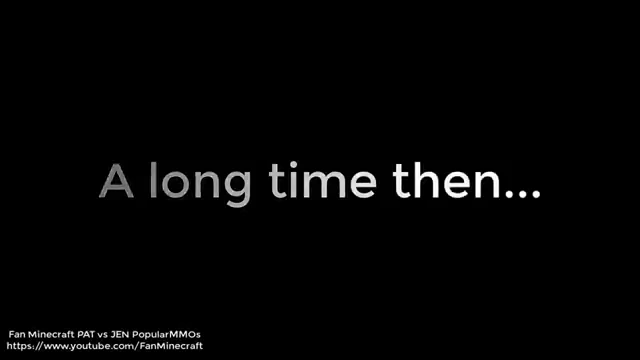 A long time then...
Fan Minecraft PAT vs JEN PopularMMOs
https://www.youtube.com/FanMinecraft